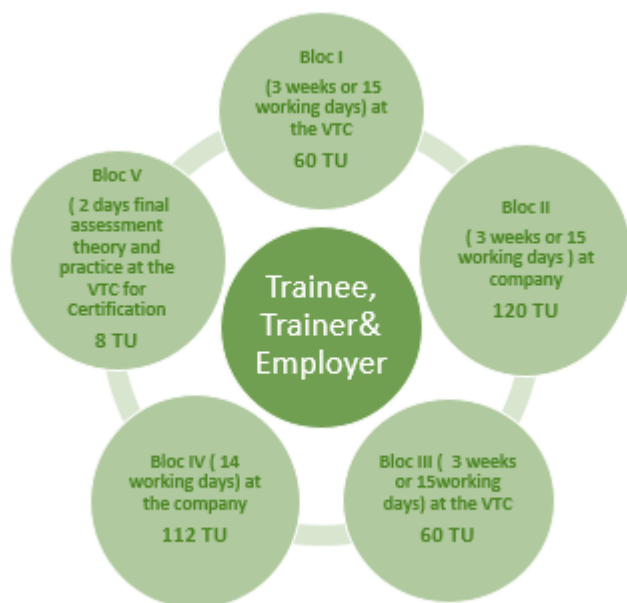 Bloc I
(3 weeks or 15
working days) at
the VTC
60 TU
Bloc II
( 3 weeks or 15
working days ) at
company
120 TU
Bloc III (  3 weeks
or 15working
days) at the VTC
60 TU
Bloc IV ( 14
working days) at
the company
112 TU
Bloc V
( 2 days final
assessment
theory and
practice at the
VTC for
Certification
8 TU
Trainee,
Trainer&
Employer